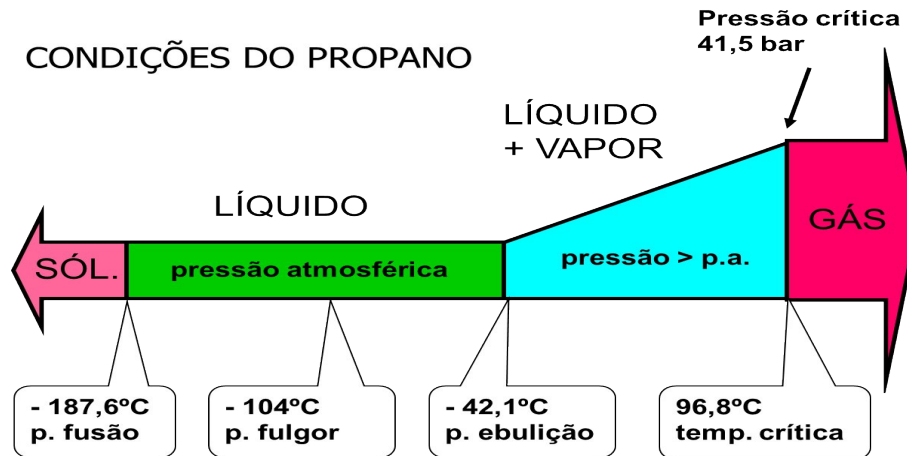 Pressão crítica
41,5 bar
CONDIÇÕES DO PROPANO
LÍQUIDO
+ VAPOR
LÍQUIDO
GÁS
SÓL.
pressão atmosférica
pressão > p.a.
- 187,6ºC
p. fusão
- 104ºC
p. fulgor
- 42,1ºC
p. ebulição
96,8ºC
temp. crítica